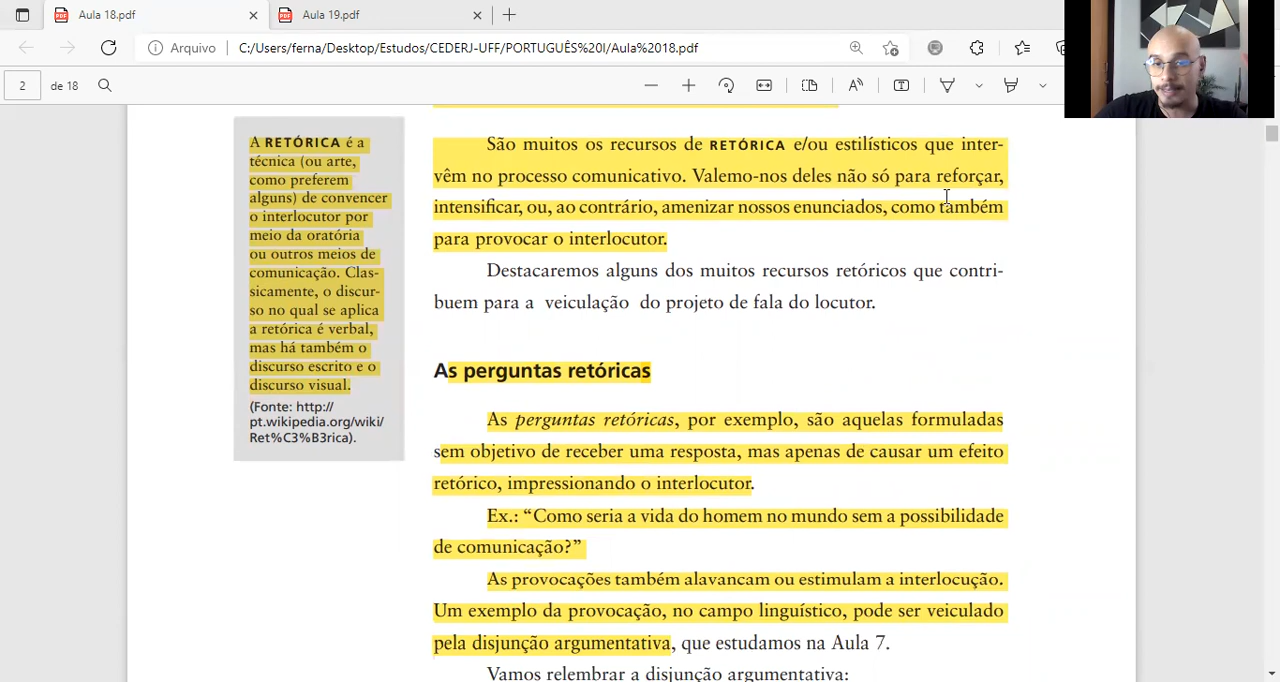 Aula 18.pdf
Aula 19.pdf
Arquivo
C:/Users/ferna/Desktop/Estudos/CEDERJ-UFF/PORTUGUÊS%20I/Aula%2018.pdf
2 de 18
A RETÓRICA é a
técnica (ou arte,
como preferem
alguns) de convencer
o interlocutor por
meio da oratória
ou outros meios de
comunicação. Clas-
sicamente, o discur-
so no qual se aplica
a retórica é verbal,
mas há também o
discurso escrito e o
discurso visual.
(Fonte: http://
pt.wikipedia.org/wiki/
Ret%C3%B3rica).
São muitos os recursos de RETÓRICA e/ou estilísticos que inter-
vêm no processo comunicativo. Valemo-nos deles não só para reforçar,
intensificar, ou, ao contrário, amenizar nossos enunciados, como também
para provocar o interlocutor.
Destacaremos alguns dos muitos recursos retóricos que contri-
buem para a veiculação do projeto de fala do locutor.
As perguntas retóricas
As perguntas retóricas, por exemplo, são aquelas formuladas
sem objetivo de receber uma resposta, mas apenas de causar um efeito
retórico, impressionando o interlocutor.
Ex.: “Como seria a vida do homem no mundo sem a possibilidade
de comunicação?”
As provocações também alavancam ou estimulam a interlocução.
Um exemplo da provocação, no campo linguístico, pode ser veiculado
pela disjunção argumentativa, que estudamos na Aula 7.
Vamos relembrar a disjunção argumentativa: